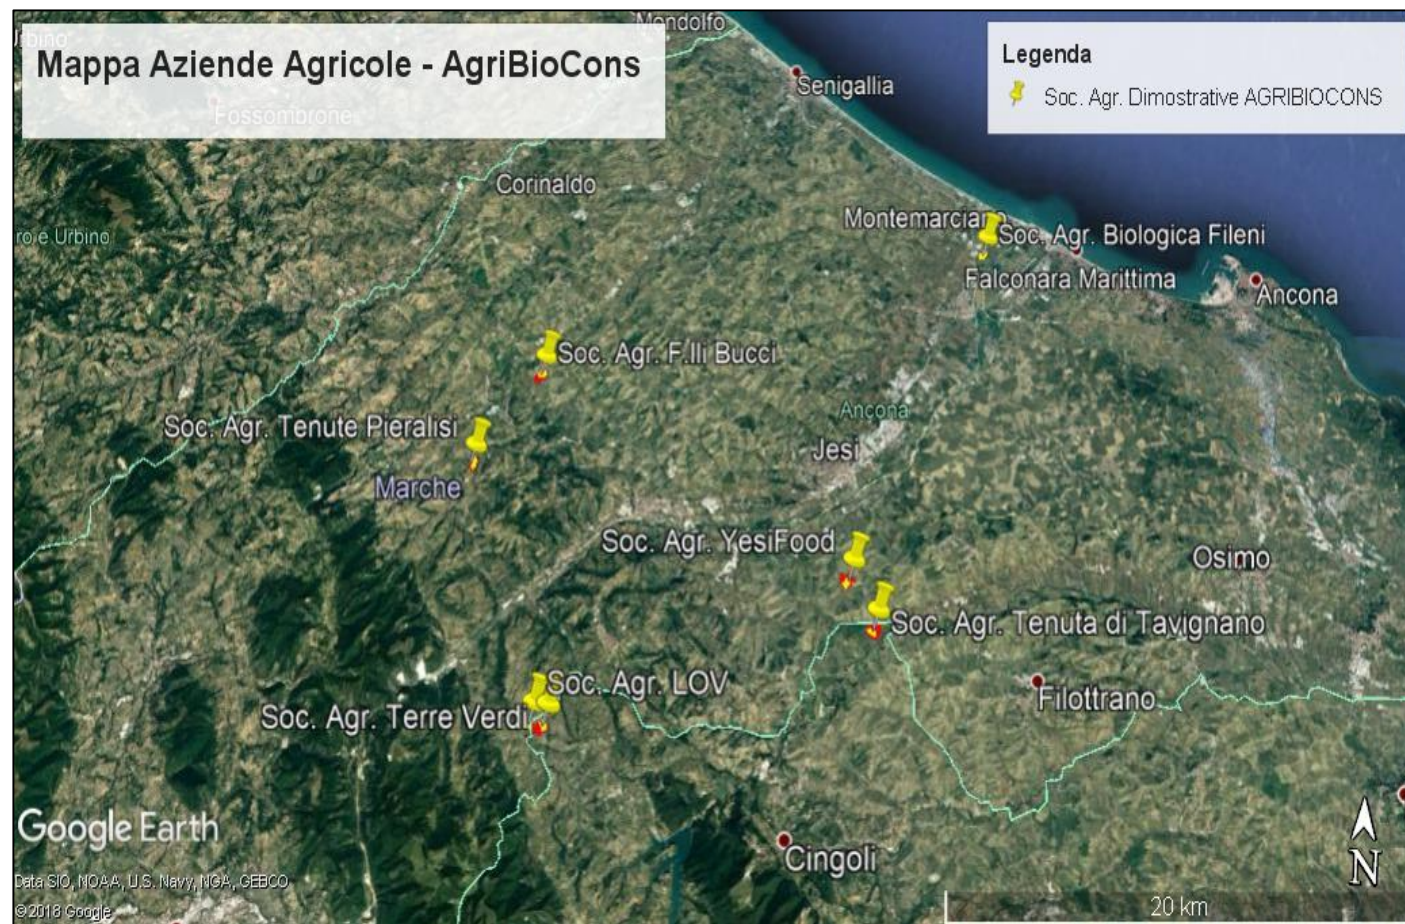 Mondolfo
Urbino
Mappa Aziende Agricole - AgriBioCons
Fossombrone
Legenda
Soc. Agr. Dimostrative AGRIBIOCONS
Senigallia
Corinaldo
Montemarciano
ro e Urbino
Soc. Agr. Biologica Fileni
Falconara Marittima
Ancona
Soc. Agr. F.lli Bucci
Ancona
Soc. Agr. Tenute Pieralisi
Jesi
Marche
Soc. Agr. YesiFood
Osimo
Soc. Agr. Tenuta di Tavignano
Soc. Agr. LOV
Filottrano
Soc. Agr. Terre Verdi
Google Earth
Cingoli
N
Data SIO, NOAA, U.S. Navy, NGA, GEBCO
©2018 Google
20 km